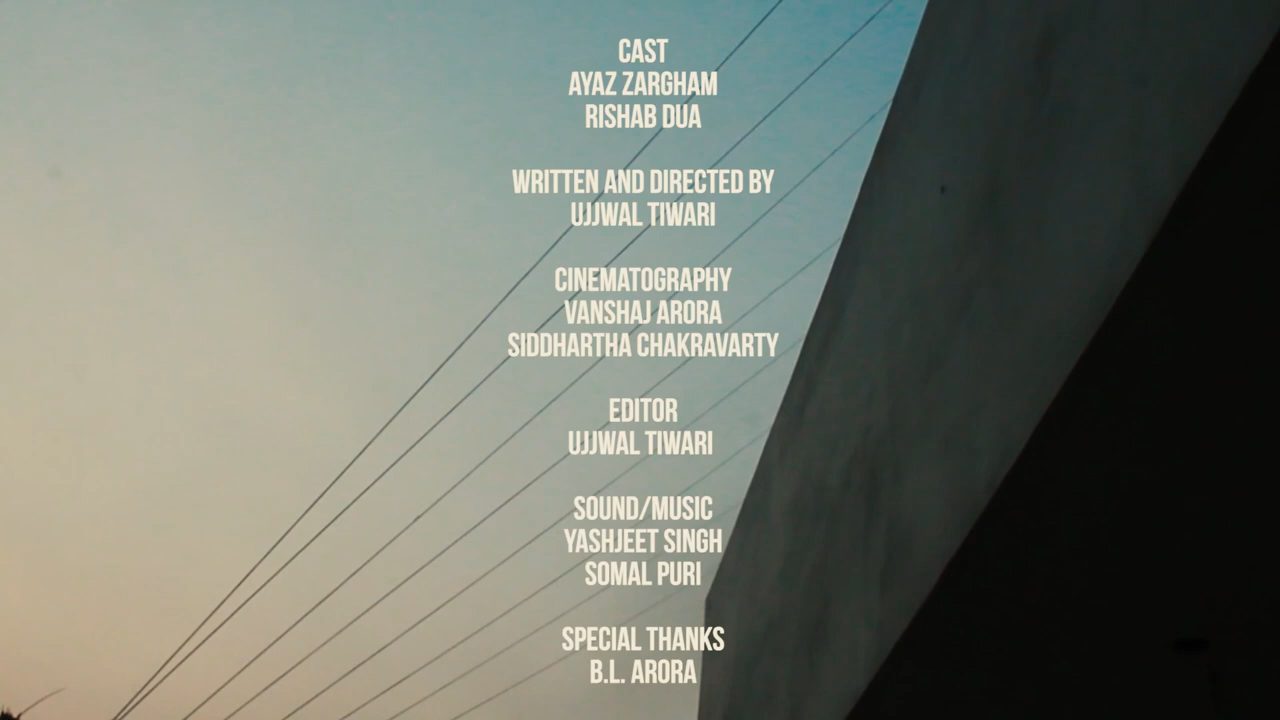 CAST
AYAZ ZARGHAM
RISHAB DUA
WRITTEN AND DIRECTED BY
UJJWAL TIWARI
CINEMATOGRAPHY
VANSHAJ ARORA
SIDDHARTHA CHAKRAVARTY
EDITOR
UJJWAL TIWARI
SOUND/MUSIC
YASHJEET SINGH
SOMAL PURI
SPECIAL THANKS
B.L. ARORA